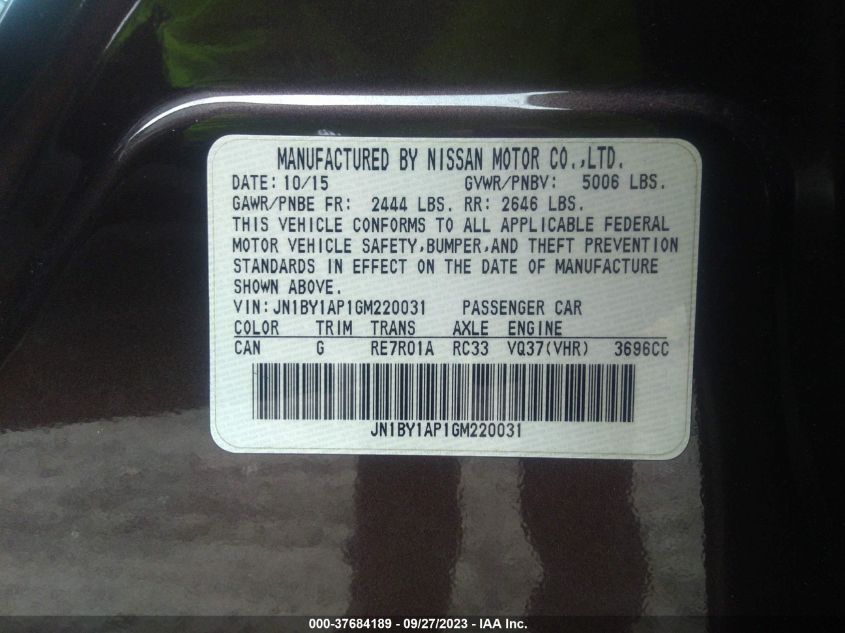 MANUFACTURED BY NISSAN MOTOR CO.,LTD.
DATE: 10/15 GVWR/PNBV: 5006 LBS.
GAWR/PNBE FR: 2444 LBS. RR: 2646 LBS.
THIS VEHICLE CONFORMS TO ALL APPLICABLE FEDERAL
MOTOR VEHICLE SAFETY,BUMPER,AND THEFT PREVENTION
STANDARDS IN EFFECT ON THE DATE OF MANUFACTURE
SHOWN ABOVE.
VIN: JN1BY1AP1GM220031 PASSENGER CAR
COLOR TRIM TRANS AXLE ENGINE
CAN G RE7R01A RC33 VQ37(VHR) 3696CC
JN1BY1AP1GM220031
000-37684189 - 09/27/2023 - IAA Inc.